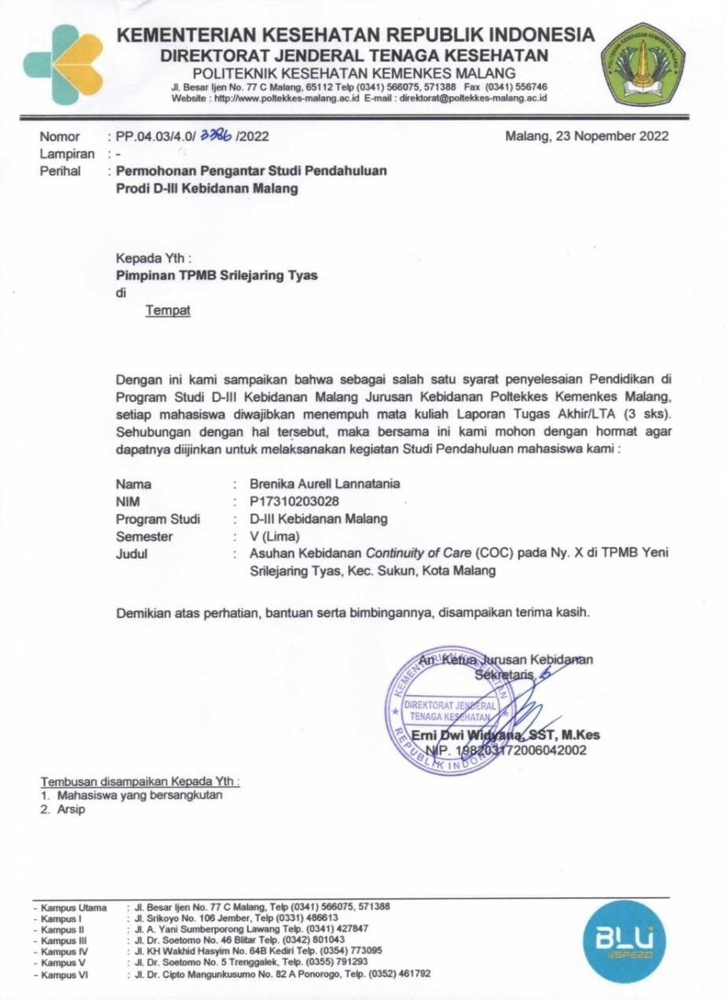 KEMENTERIAN KESEHATAN REPUBLIK INDONESIA
DIREKTORAT JENDERAL TENAGA KESEHATAN
POLITEKNIK KESEHATAN KEMENKES MALANG
Jl. Besar Ijen No. 77 C Malang, 65112 Telp (0341) 566075, 571388 Fax (0341) 556746
Website : http://www.poltekkes-malang.ac.id E-mail : direktorat@poltekkes-malang.ac.id
POLITEKNIK KESEHATAN KEMENKES MALANG
Nomor : PP.04.03/4.0/ 3386 /2022 Malang, 23 Nopember 2022
Lampiran : -
Perihal : Permohonan Pengantar Studi Pendahuluan
Prodi D-III Kebidanan Malang
Kepada Yth :
Pimpinan TPMB Srilejaring Tyas
di
Tempat
Dengan ini kami sampaikan bahwa sebagai salah satu syarat penyelesaian Pendidikan di
Program Studi D-III Kebidanan Malang Jurusan Kebidanan Poltekkes Kemenkes Malang,
setiap mahasiswa diwajibkan menempuh mata kuliah Laporan Tugas Akhir/LTA (3 sks).
Sehubungan dengan hal tersebut, maka bersama ini kami mohon dengan hormat agar
dapatnya diijinkan untuk melaksanakan kegiatan Studi Pendahuluan mahasiswa kami :
Nama : Brenika Aurell Lannatania
NIM : P17310203028
Program Studi : D-III Kebidanan Malang
Semester : V (Lima)
Judul : Asuhan Kebidanan Continuity of Care (COC) pada Ny. X di TPMB Yeni
Srilejaring Tyas, Kec. Sukun, Kota Malang
Demikian atas perhatian, bantuan serta bimbingannya, disampaikan terima kasih.
An. Ketua Jurusan Kebidanan
Sekretaris,
KEMENTERIAN KESEHATAN
DIREKTORAT JENDERAL
TENAGA KESEHATAN
REPUBLIK INDONESIA
Erni Dwi Widyana, SST, M.Kes
NIP. 198203172006042002
Tembusan disampaikan Kepada Yth :
1. Mahasiswa yang bersangkutan
2. Arsip
- Kampus Utama : Jl. Besar Ijen No. 77 C Malang, Telp (0341) 566075, 571388
- Kampus I : Jl. Srikoyo No. 106 Jember, Telp (0331) 486613
- Kampus II : Jl. A. Yani Sumberporong Lawang Telp. (0341) 427847
- Kampus III : Jl. Dr. Soetomo No. 46 Blitar Telp. (0342) 801043
- Kampus IV : Jl. KH Wakhid Hasyim No. 64B Kediri Telp. (0354) 773095
- Kampus V : Jl. Dr. Soetomo No. 5 Trenggalek, Telp. (0355) 791293
- Kampus VI : Jl. Dr. Cipto Mangunkusumo No. 82 A Ponorogo, Telp. (0352) 461792
BLU
SPEED